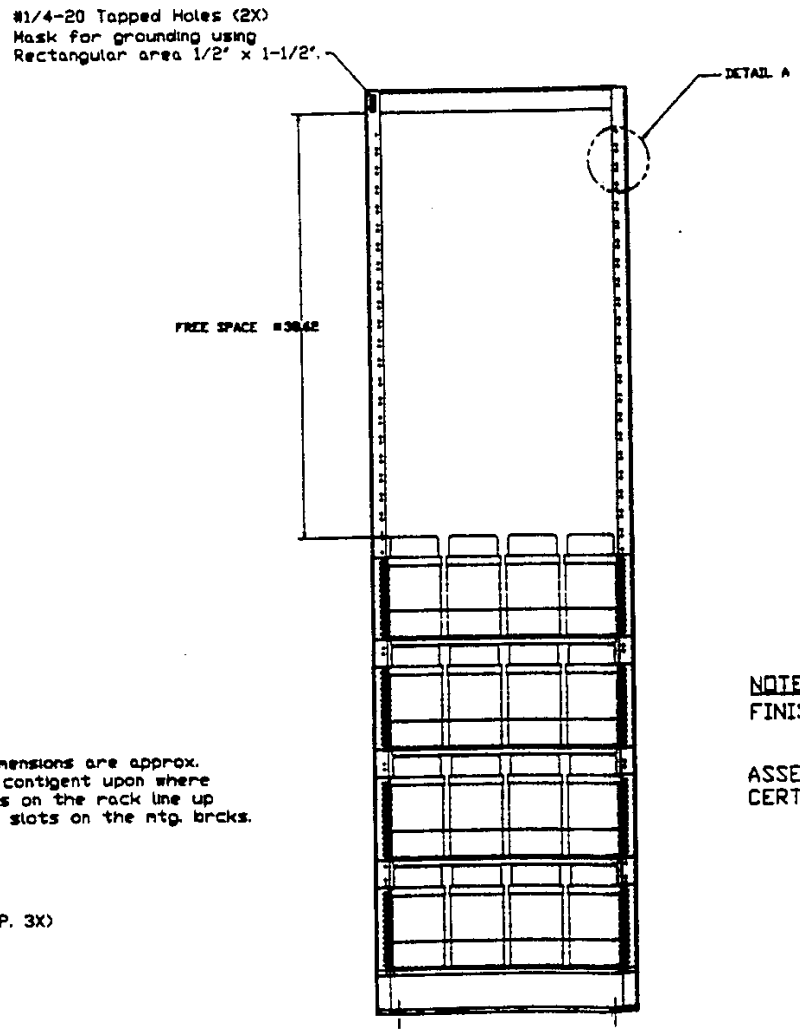 #1/4-20 Tapped Holes (2X)
Mask for grounding using
Rectangular area 1/2" x 1-1/2".
DETAIL A
FREE SPACE
NOTE
FINIS
mensions are approx.
contigent upon where
s on the rack line up
slots on the mtg. brcks.
ASSE
CERT
P. 3X)